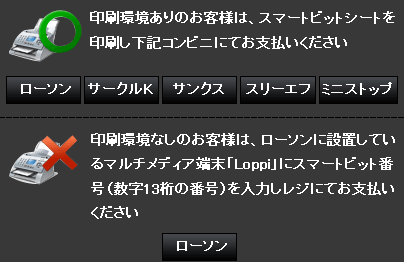 印刷環境ありのお客様は、スマートピットシートを
印刷し下記コンビニにてお支払いください
ローソン サークルK サンクス スリーエフ ミニストップ
印刷環境なしのお客様は、ローソンに設置してい
るマルチメディア端末「Loppi」にスマートピット番
号（数字13桁の番号）を入力しレジにてお支払い
ください
ローソン